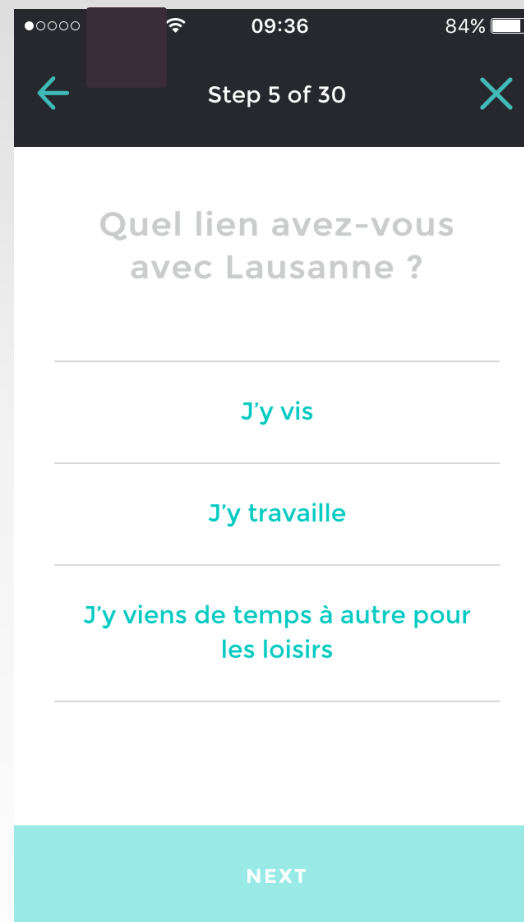 09:36 84%
Step 5 of 30
Quel lien avez-vous
avec Lausanne ?
J'y vis
J'y travaille
J'y viens de temps à autre pour
les loisirs
NEXT